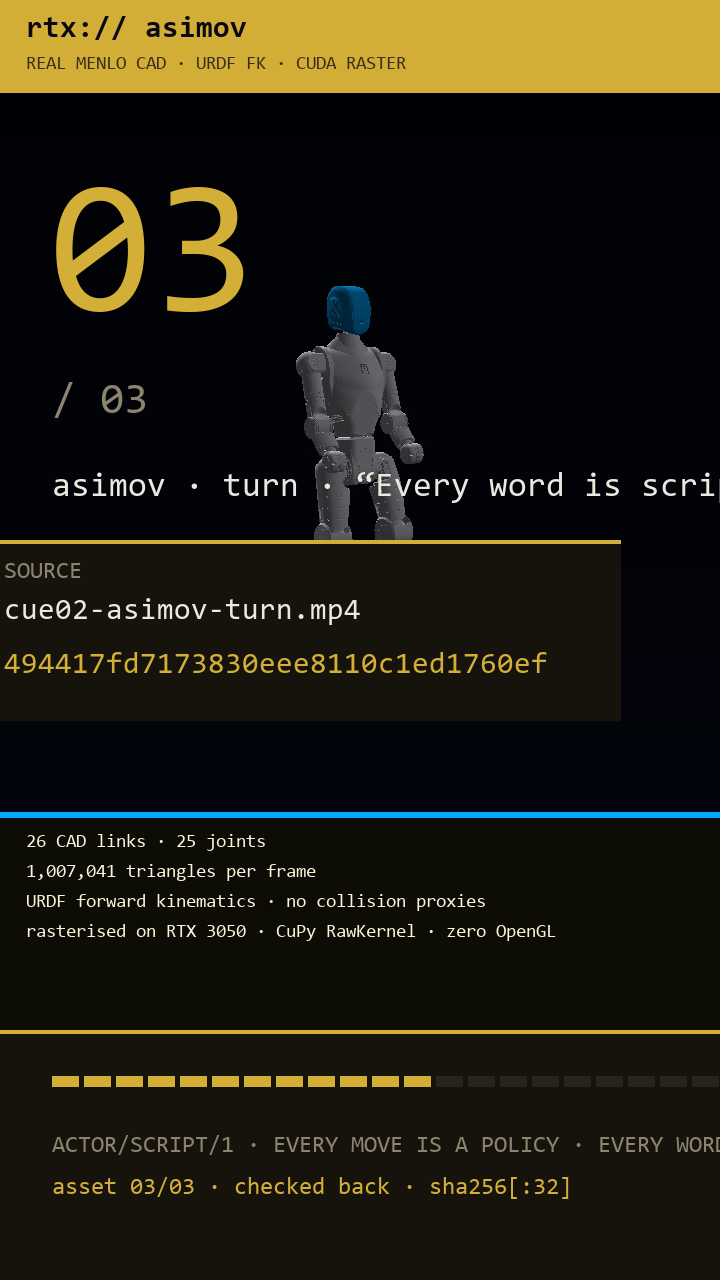 rtx:// asimov
REAL MENLO CAD · URDF FK · CUDA RASTER
03
/ 03
asimov · turn · “Every word is scrip
SOURCE
cue02-asimov-turn.mp4
494417fd7173830eee8110c1ed1760ef
26 CAD links · 25 joints
1,007,041 triangles per frame
URDF forward kinematics · no collision proxies
rasterised on RTX 3050 · CuPy RawKernel · zero OpenGL
ACTOR/SCRIPT/1 · EVERY MOVE IS A POLICY · EVERY WORD
asset 03/03 · checked back · sha256[:32]